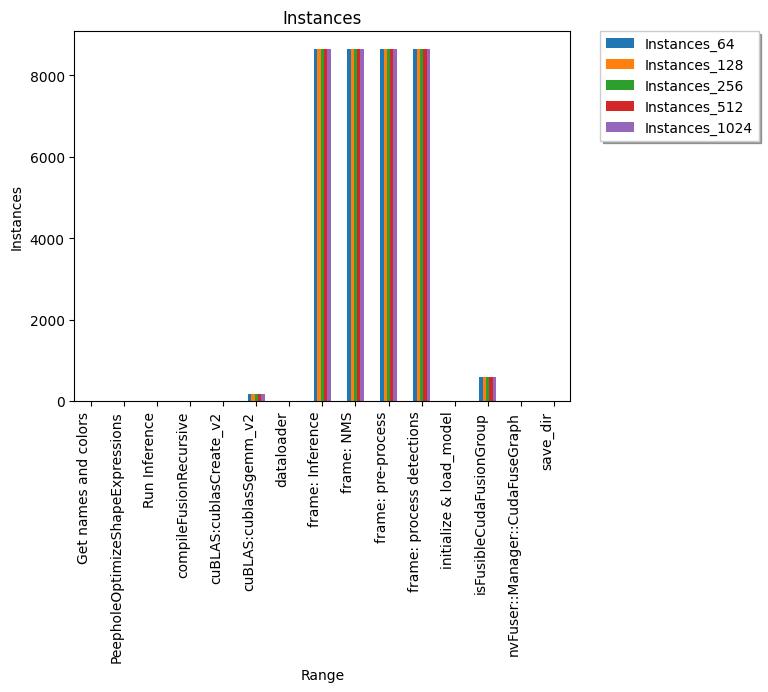 Instances
Instances_64
Instances_128
Instances_256
Instances_512
Instances_1024
Instances
8000
6000
4000
2000
0
Get names and colors
PeepholeOptimizeShapeExpressions
Run Inference
compileFusionRecursive
cuBLAS:cublasCreate_v2
cuBLAS:cublasSgemm_v2
dataloader
frame: Inference
frame: NMS
frame: pre-process
frame: process detections
initialize & load_model
isFusibleCudaFusionGroup
nvFuser::Manager::CudaFuseGraph
save_dir
Range